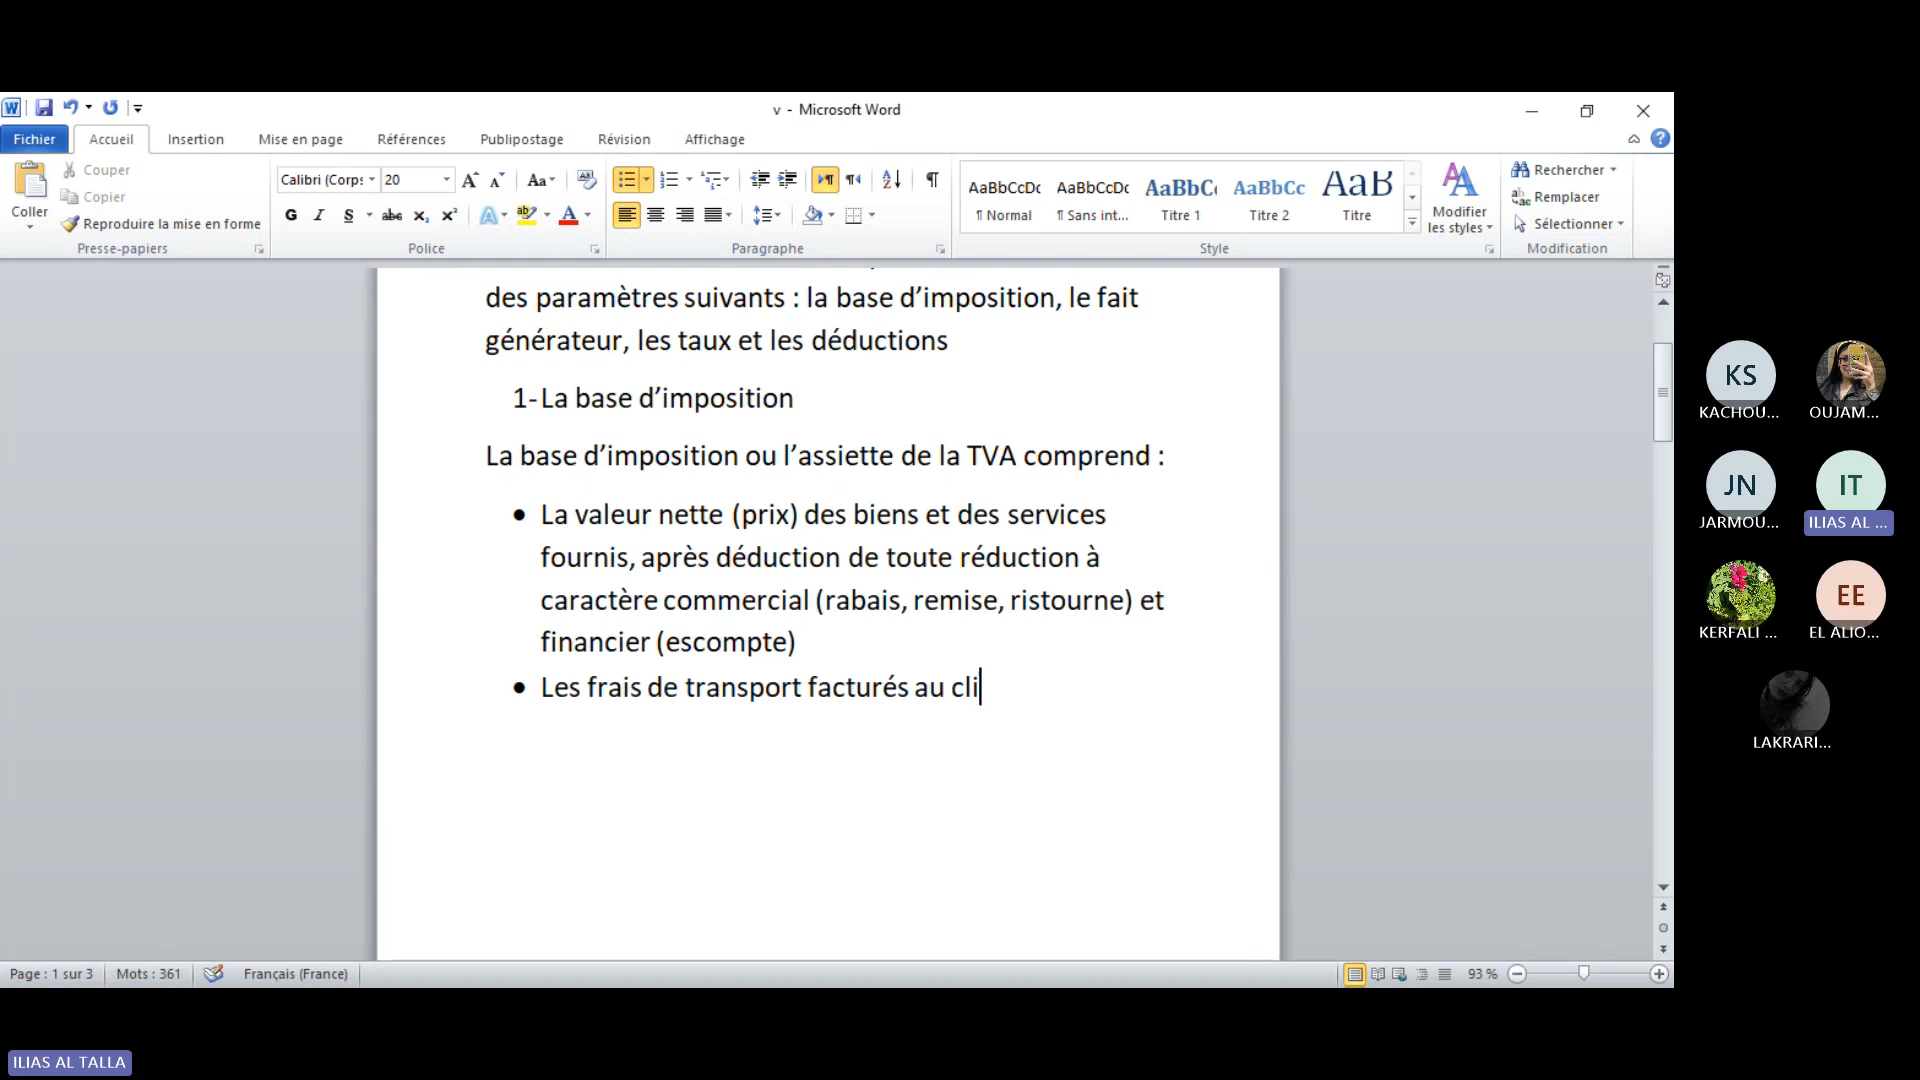 v - Microsoft Word
Fichier
Accueil
Insertion
Mise en page
Références
Publipostage
Révision
Affichage
Coller
Couper
Copier
Reproduire la mise en forme
Presse-papiers
Calibri (Corps
20
Police
Paragraphe
AaBbCcDc
¶ Normal
AaBbCcDc
¶ Sans int...
AaBbC
Titre 1
AaBbCc
Titre 2
AaB
Titre
Modifier
les styles
Style
Rechercher
Remplacer
Sélectionner
Modification
des paramètres suivants : la base d’imposition, le fait
générateur, les taux et les déductions
1- La base d’imposition
La base d’imposition ou l’assiette de la TVA comprend :
• La valeur nette (prix) des biens et des services
fournis, après déduction de toute réduction à
caractère commercial (rabais, remise, ristourne) et
financier (escompte)
• Les frais de transport facturés au cli
Page : 1 sur 3
Mots : 361
Français (France)
93 %
KS
KACHOU...
OUJAM...
JN
JARMOU...
IT
ILIAS AL ...
KERFALI ...
EE
EL ALIO...
LAKRARI...
ILIAS AL TALLA